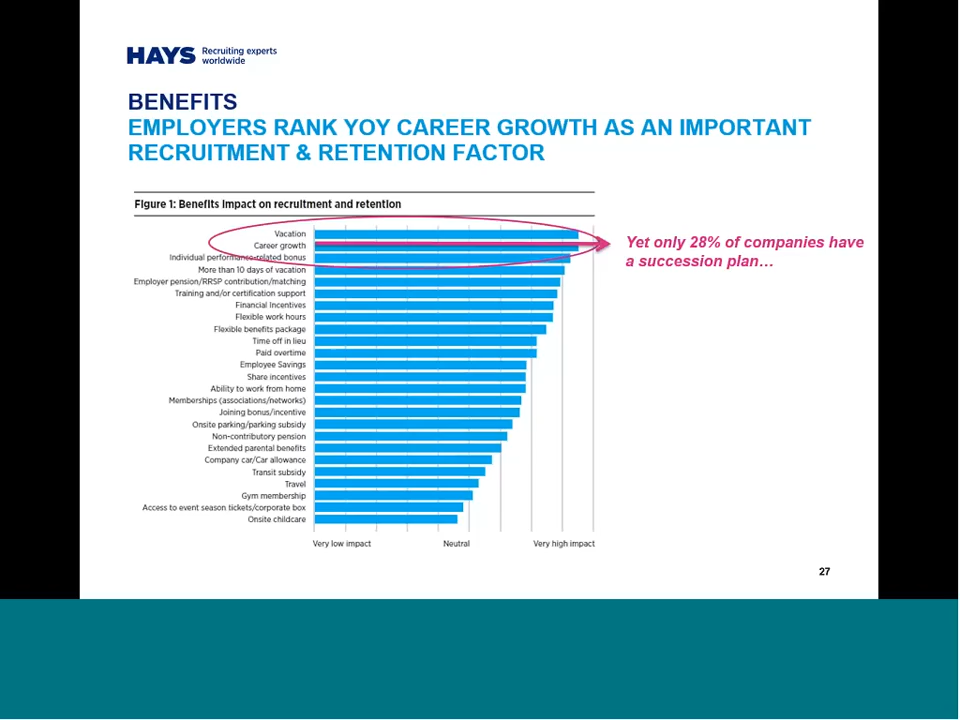 HAYS Recruiting experts
worldwide
BENEFITS
EMPLOYERS RANK YOY CAREER GROWTH AS AN IMPORTANT
RECRUITMENT & RETENTION FACTOR
Figure 1: Benefits impact on recruitment and retention
Vacation
Career growth
Individual performance-related bonus
More than 10 days of vacation
Employer pension/RRSP contribution/matching
Training and/or certification support
Financial Incentives
Flexible work hours
Flexible benefits package
Time off in lieu
Paid overtime
Employee Savings
Share incentives
Ability to work from home
Memberships (associations/networks)
Joining bonus/incentive
Onsite parking/parking subsidy
Non-contributory pension
Extended parental benefits
Company car/Car allowance
Transit subsidy
Travel
Gym membership
Access to event season tickets/corporate box
Onsite childcare
Very low impact Neutral Very high impact
Yet only 28% of companies have
a succession plan…
27